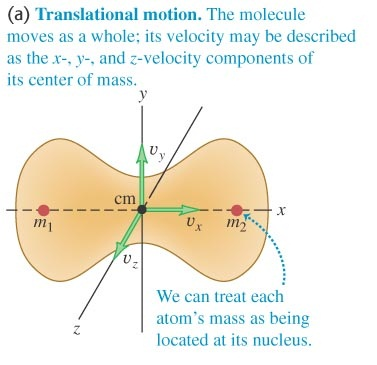 (a) Translational motion. The molecule
moves as a whole; its velocity may be described
as the x-, y-, and z-velocity components of
its center of mass.
y
vy
cm
x
m1
vx
m2
vz
z
We can treat each
atom's mass as being
located at its nucleus.